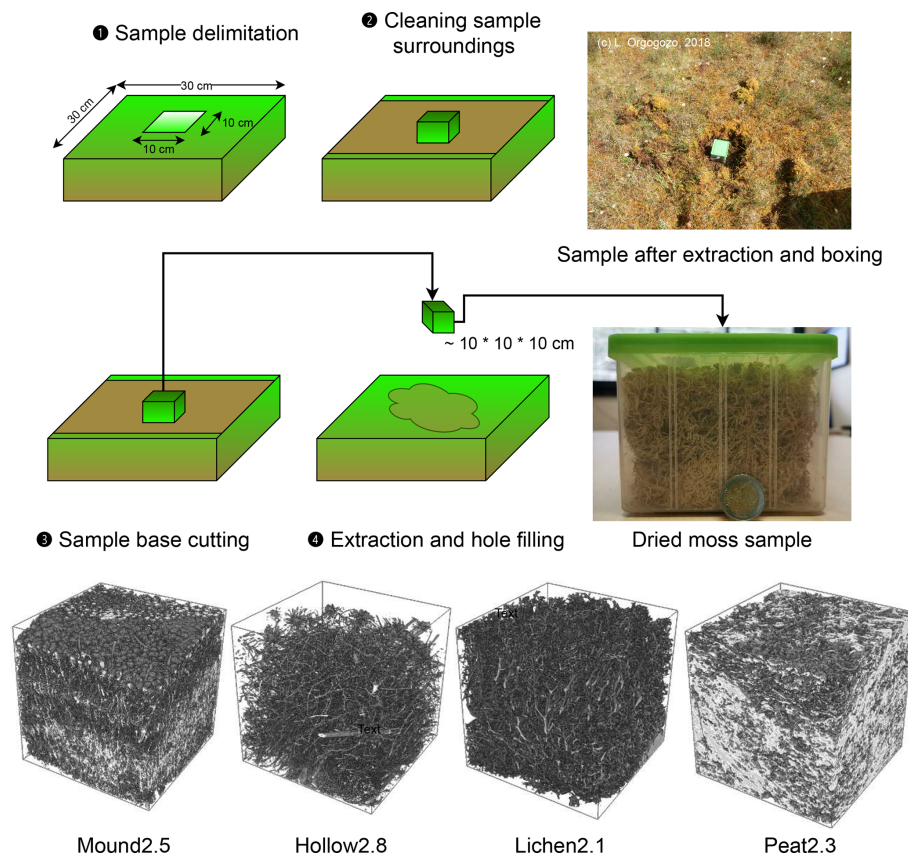 ❶ Sample delimitation
❷ Cleaning sample
surroundings
(c) L. Orgogozo, 2018
30 cm
30 cm
10 cm
10 cm
Sample after extraction and boxing
~ 10 * 10 * 10 cm
❸ Sample base cutting
❹ Extraction and hole filling
Dried moss sample
Text
Text
Mound2.5
Hollow2.8
Lichen2.1
Peat2.3